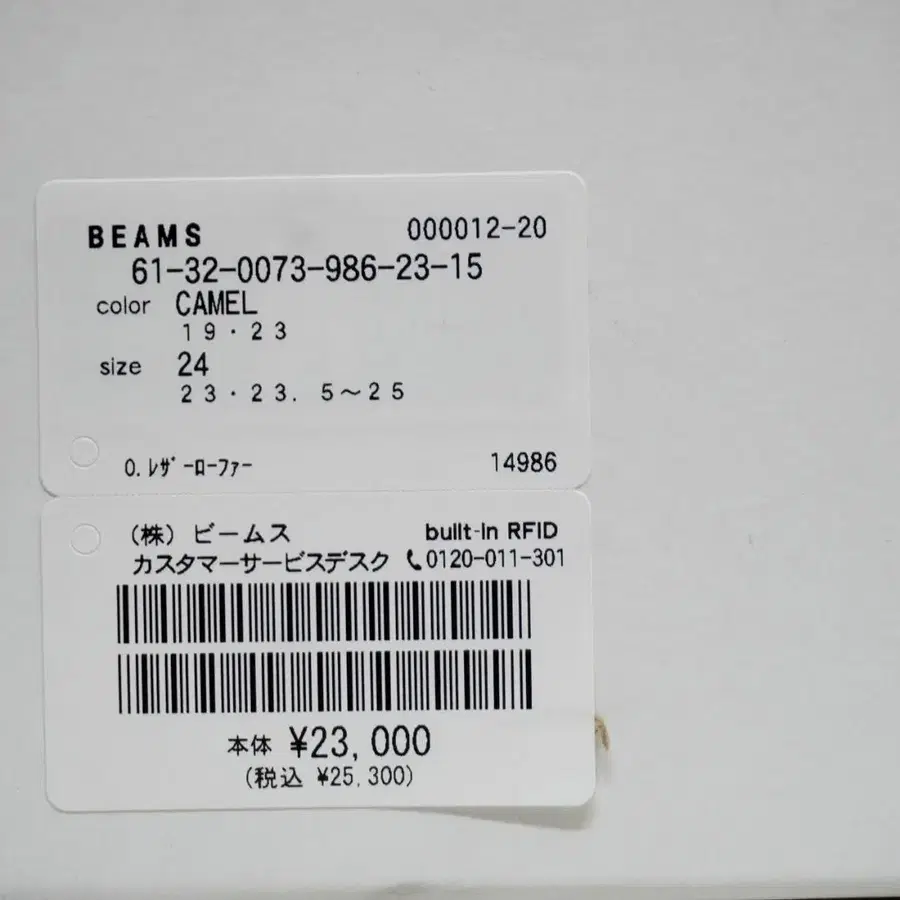 BEAMS 000012-20
61-32-0073-986-23-15
color CAMEL
19・23
size 24
23・23.5～25
O.ﾚｻﾞｰﾛｰﾌｧｰ 14986
(株) ビームス built-in RFID
カスタマーサービスデスク 0120-011-301
本体 ¥23,000
(税込 ¥25,300)